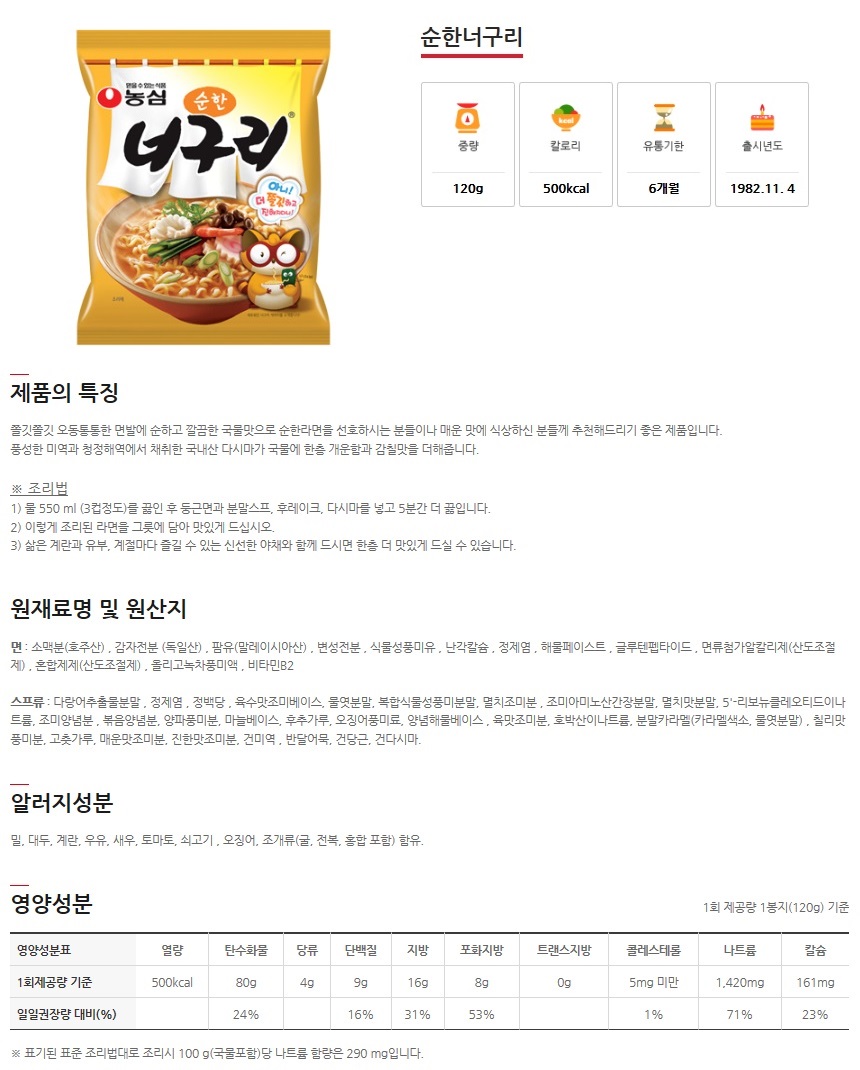 순한너구리
믿을 수 있는 식품
농심
순한
너구리
®
아니!
더 쫄깃하고
진해지다니!
조리예
중량
칼로리
유통기한
출시년도
kcal
120g
500kcal
6개월
1982.11. 4
제품의 특징
쫄깃쫄깃 오동통통한 면발에 순하고 깔끔한 국물맛으로 순한라면을 선호하시는 분들이나 매운 맛에 식상하신 분들께 추천해드리기 좋은 제품입니다.
풍성한 미역과 청정해역에서 채취한 국내산 다시마가 국물에 한층 개운함과 감칠맛을 더해줍니다.
※ 조리법
1) 물 550 ml (3컵정도)를 끓인 후 둥근면과 분말스프, 후레이크, 다시마를 넣고 5분간 더 끓입니다.
2) 이렇게 조리된 라면을 그릇에 담아 맛있게 드십시오.
3) 삶은 계란과 유부, 계절마다 즐길 수 있는 신선한 야채와 함께 드시면 한층 더 맛있게 드실 수 있습니다.
원재료명 및 원산지
면 : 소맥분(호주산) , 감자전분 (독일산) , 팜유(말레이시아산) , 변성전분 , 식물성풍미유 , 난각칼슘 , 정제염 , 해물페이스트 , 글루텐펩타이드 , 면류첨가알칼리제(산도조절
제) , 혼합제제(산도조절제) , 올리고녹차풍미액 , 비타민B2
스프류 : 다랑어추출물분말 , 정제염 , 정백당 , 육수맛조미베이스, 물엿분말, 복합식물성풍미분말, 멸치조미분 , 조미아미노산간장분말, 멸치맛분말, 5'-리보뉴클레오티드이나
트륨, 조미양념분 , 볶음양념분, 양파풍미분, 마늘베이스, 후추가루, 오징어풍미료, 양념해물베이스 , 육맛조미분, 호박산이나트륨, 분말카라멜(카라멜색소, 물엿분말) , 칠리맛
풍미분, 고춧가루, 매운맛조미분, 진한맛조미분, 건미역 , 반달어묵, 건당근, 건다시마.
알러지성분
밀, 대두, 계란, 우유, 새우, 토마토, 쇠고기 , 오징어, 조개류(굴, 전복, 홍합 포함) 함유.
영양성분
1회 제공량 1봉지(120g) 기준
영양성분표 열량 탄수화물 당류 단백질 지방 포화지방 트랜스지방 콜레스테롤 나트륨 칼슘
1회제공량 기준 500kcal 80g 4g 9g 16g 8g 0g 5mg 미만 1,420mg 161mg
일일권장량 대비(%) 24% 16% 31% 53% 1% 71% 23%
※ 표기된 표준 조리법대로 조리시 100 g(국물포함)당 나트륨 함량은 290 mg입니다.